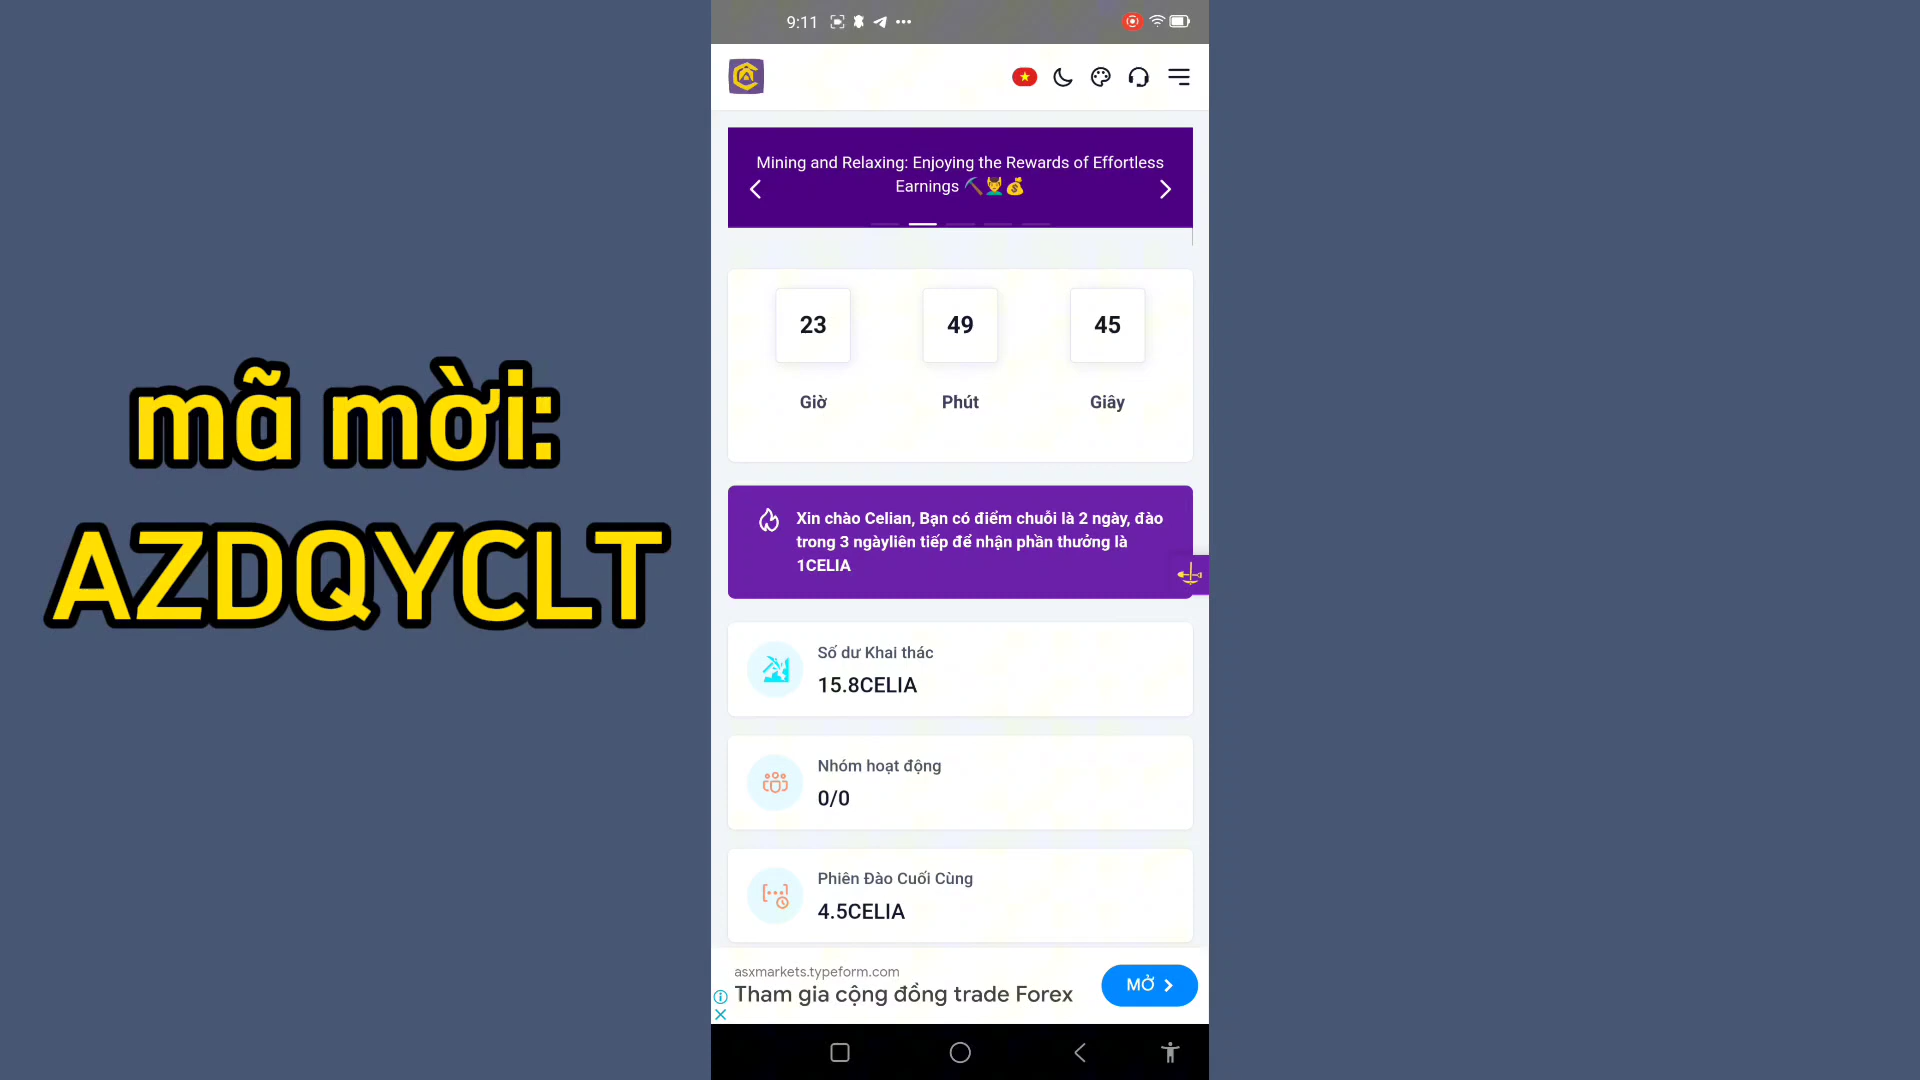 mã mời:
AZDQYCLT
9:11
Mining and Relaxing: Enjoying the Rewards of Effortless
Earnings ⛏️💆‍♂️💰
23
49
45
Giờ
Phút
Giây
Xin chào Celian, Bạn có điểm chuỗi là 2 ngày, đào
trong 3 ngàyliên tiếp để nhận phần thưởng là
1CELIA
Số dư Khai thác
15.8CELIA
Nhóm hoạt động
0/0
Phiên Đào Cuối Cùng
4.5CELIA
asxmarkets.typeform.com
Tham gia cộng đồng trade Forex
MỞ